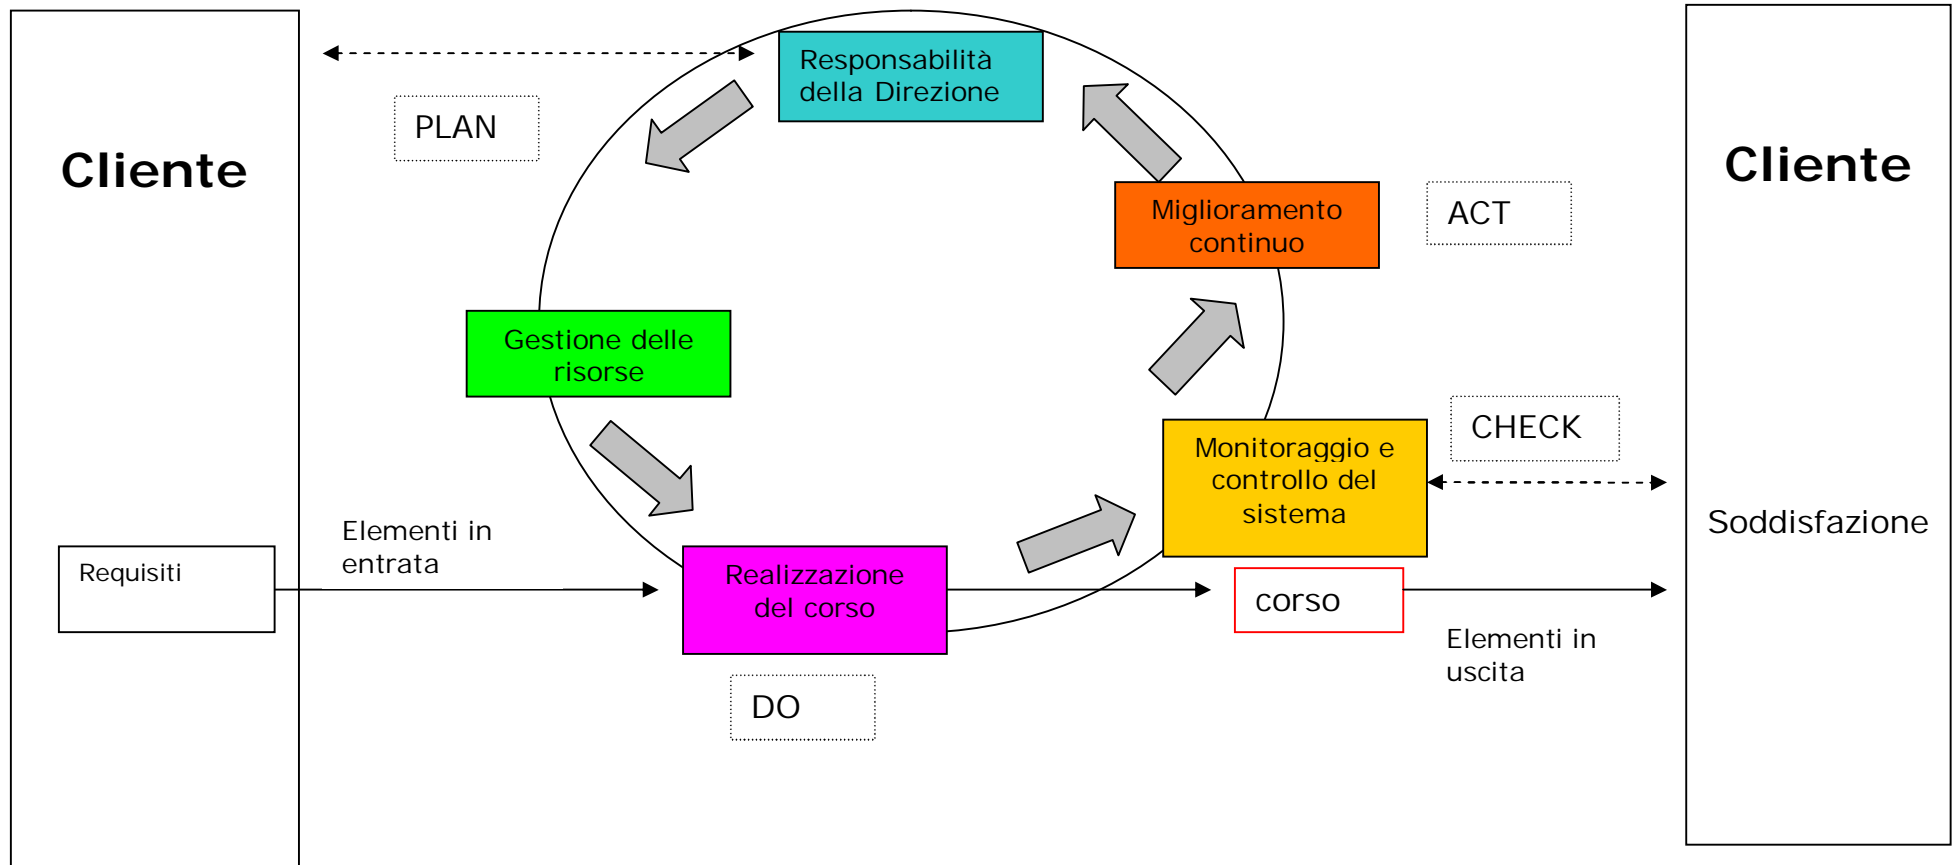 Cliente
Requisiti
PLAN
Elementi in
entrata
Responsabilità
della Direzione
Gestione delle
risorse
Realizzazione
del corso
DO
Miglioramento
continuo
ACT
Monitoraggio e
controllo del
sistema
CHECK
corso
Elementi in
uscita
Cliente
Soddisfazione